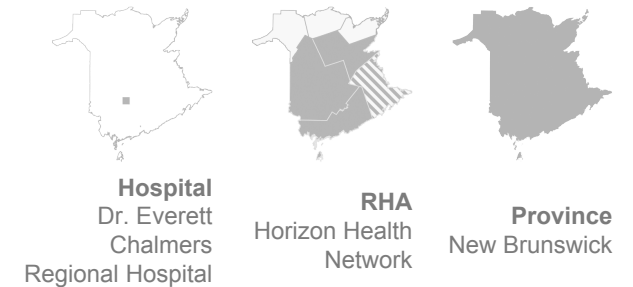 Hospital
Dr. Everett
Chalmers
Regional Hospital
RHA
Horizon Health
Network
Province
New Brunswick